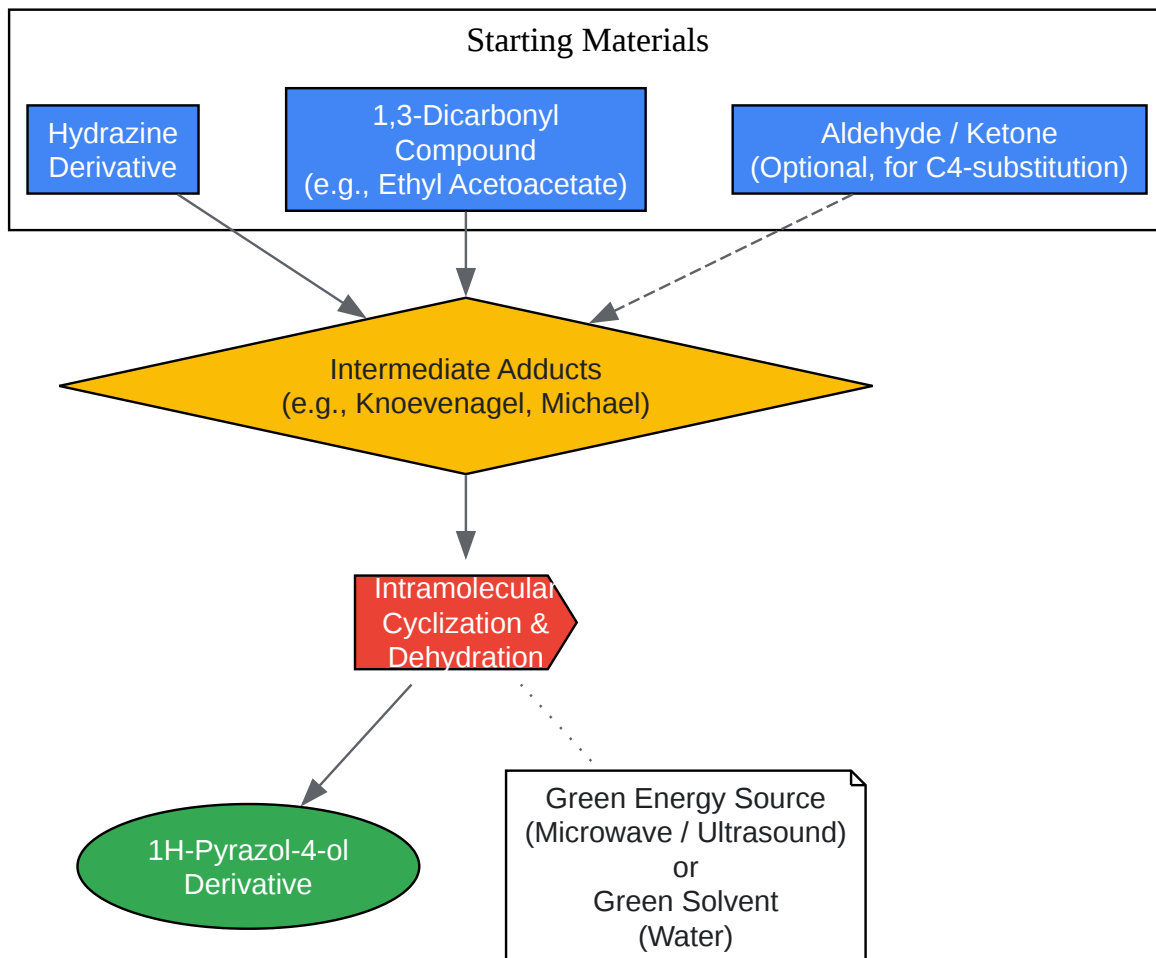 Starting Materials
Hydrazine
Derivative
1,3-Dicarbonyl
Compound
(e.g., Ethyl Acetoacetate)
Aldehyde / Ketone
(Optional, for C4-substitution)
Intermediate Adducts
(e.g., Knoevenagel, Michael)
Intramolecular
Cyclization &
Dehydration
1H-Pyrazol-4-ol
Derivative
Green Energy Source
(Microwave / Ultrasound)
or
Green Solvent
(Water)